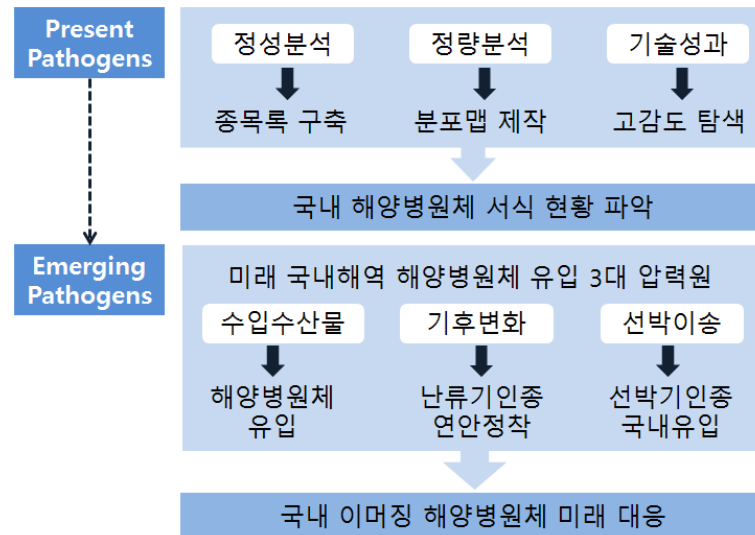 Present
Pathogens
정성분석
정량분석
기술성과
종목록 구축
분포맵 제작
고감도 탐색
국내 해양병원체 서식 현황 파악
Emerging
Pathogens
미래 국내해역 해양병원체 유입 3대 압력원
수입수산물
기후변화
선박이송
해양병원체
유입
난류기인종
연안정착
선박기인종
국내유입
국내 이머징 해양병원체 미래 대응